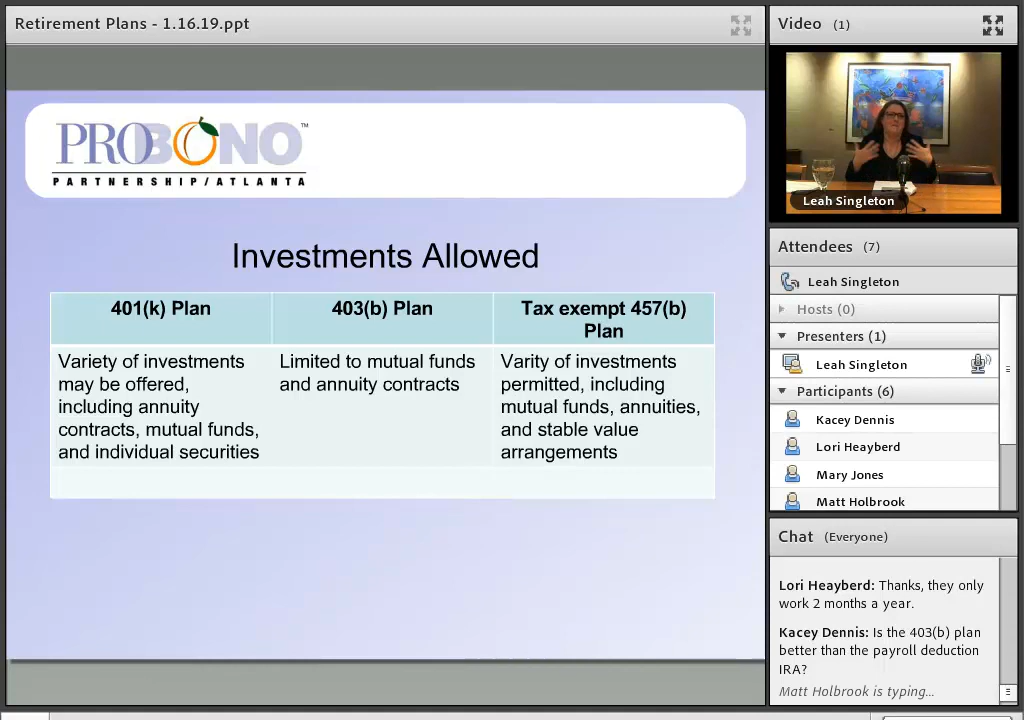 Retirement Plans - 1.16.19.ppt
PROBONO™
PARTNERSHIP/ATLANTA
Investments Allowed
401(k) Plan
403(b) Plan
Tax exempt 457(b)
Plan
Variety of investments
may be offered,
including annuity
contracts, mutual funds,
and individual securities
Limited to mutual funds
and annuity contracts
Varity of investments
permitted, including
mutual funds, annuities,
and stable value
arrangements
Video (1)
Leah Singleton
Attendees (7)
Leah Singleton
Hosts (0)
Presenters (1)
Leah Singleton
Participants (6)
Kacey Dennis
Lori Heayberd
Mary Jones
Matt Holbrook
Chat (Everyone)
Lori Heayberd: Thanks, they only
work 2 months a year.
Kacey Dennis: Is the 403(b) plan
better than the payroll deduction
IRA?
Matt Holbrook is typing...